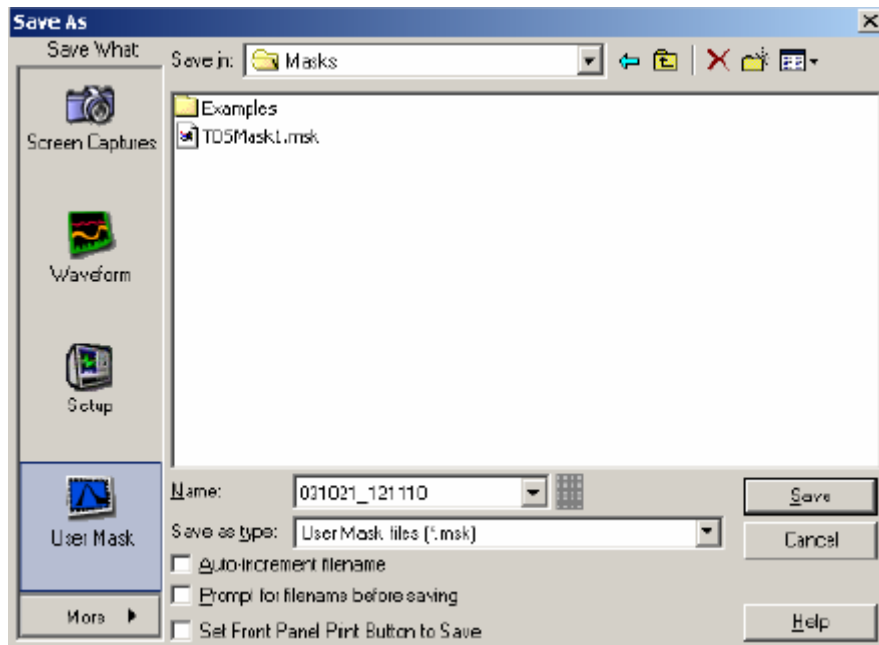 Save As
Save What
Save in: Masks
Examples
TDSMask1.msk
Screen Captures
Waveform
Setup
User Mask
More
Name: 031021_121110
Save as type: User Mask files (*.msk)
Auto-increment filename
Prompt for filename before saving
Set Front Panel Print Button to Save
Save
Cancel
Help